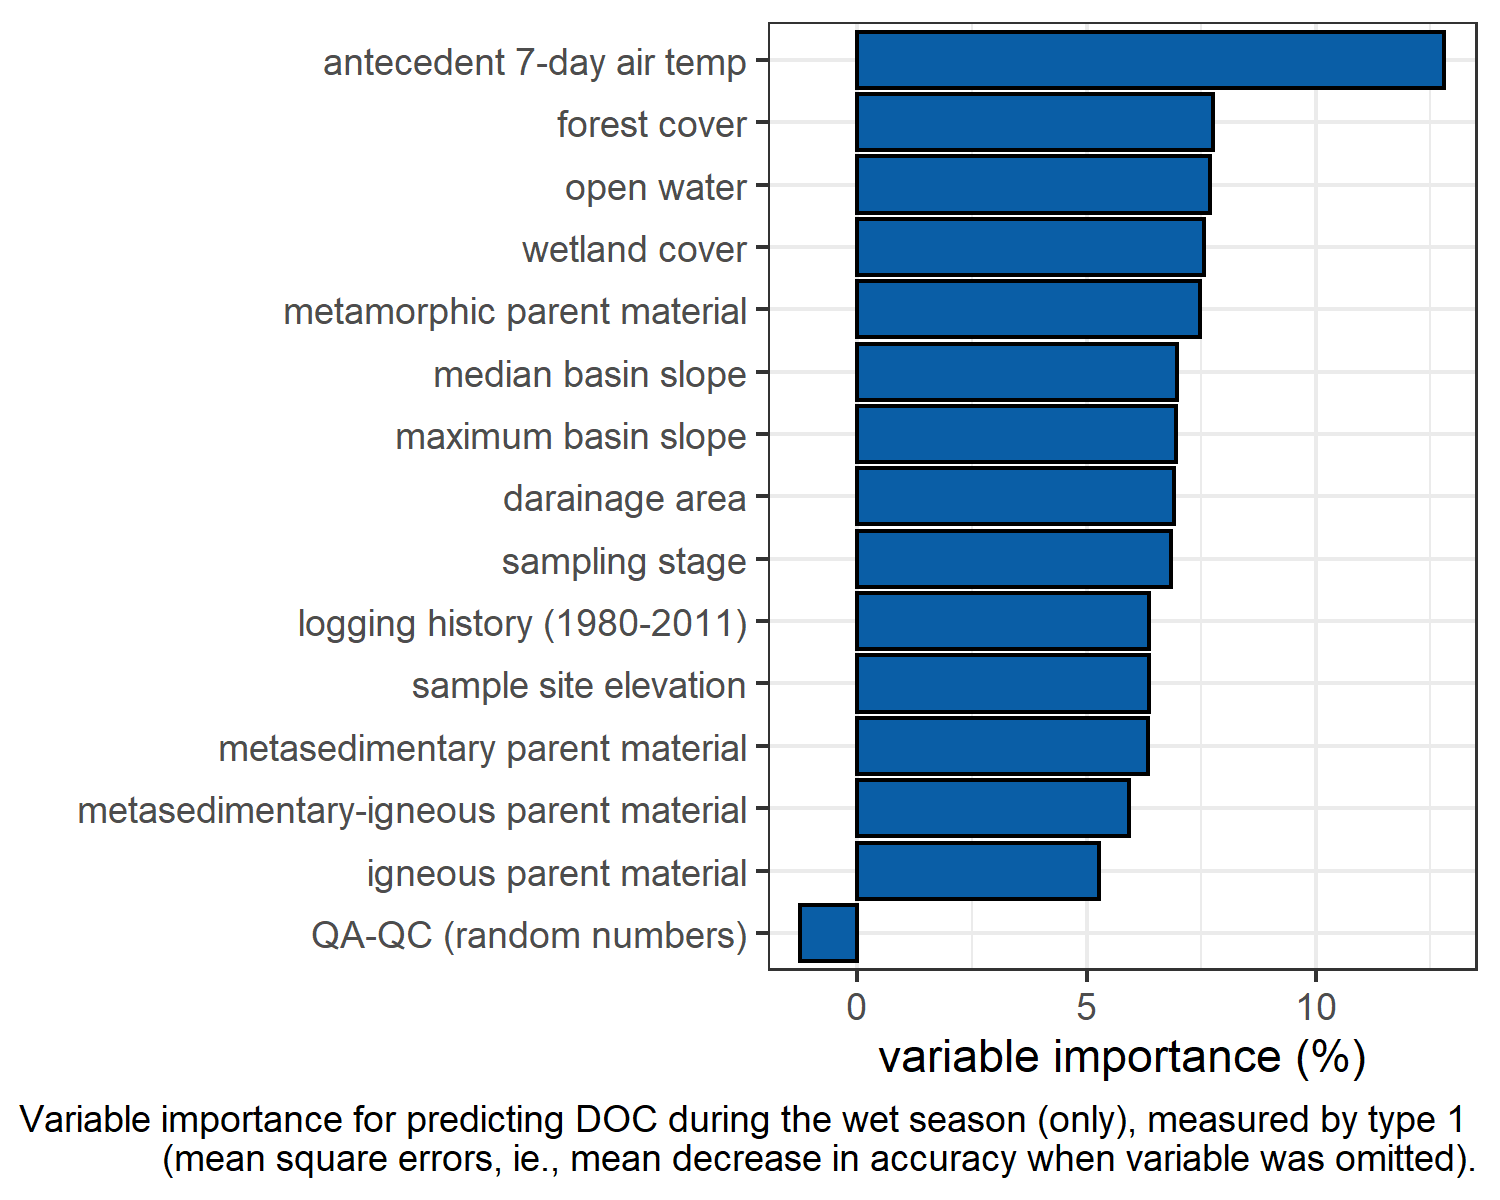 antecedent 7-day air temp
forest cover
open water
wetland cover
metamorphic parent material
median basin slope
maximum basin slope
darainage area
sampling stage
logging history (1980-2011)
sample site elevation
metasedimentary parent material
metasedimentary-igneous parent material
igneous parent material
QA-QC (random numbers)
0 5 10
variable importance (%)
Variable importance for predicting DOC during the wet season (only), measured by type 1
(mean square errors, ie., mean decrease in accuracy when variable was omitted).